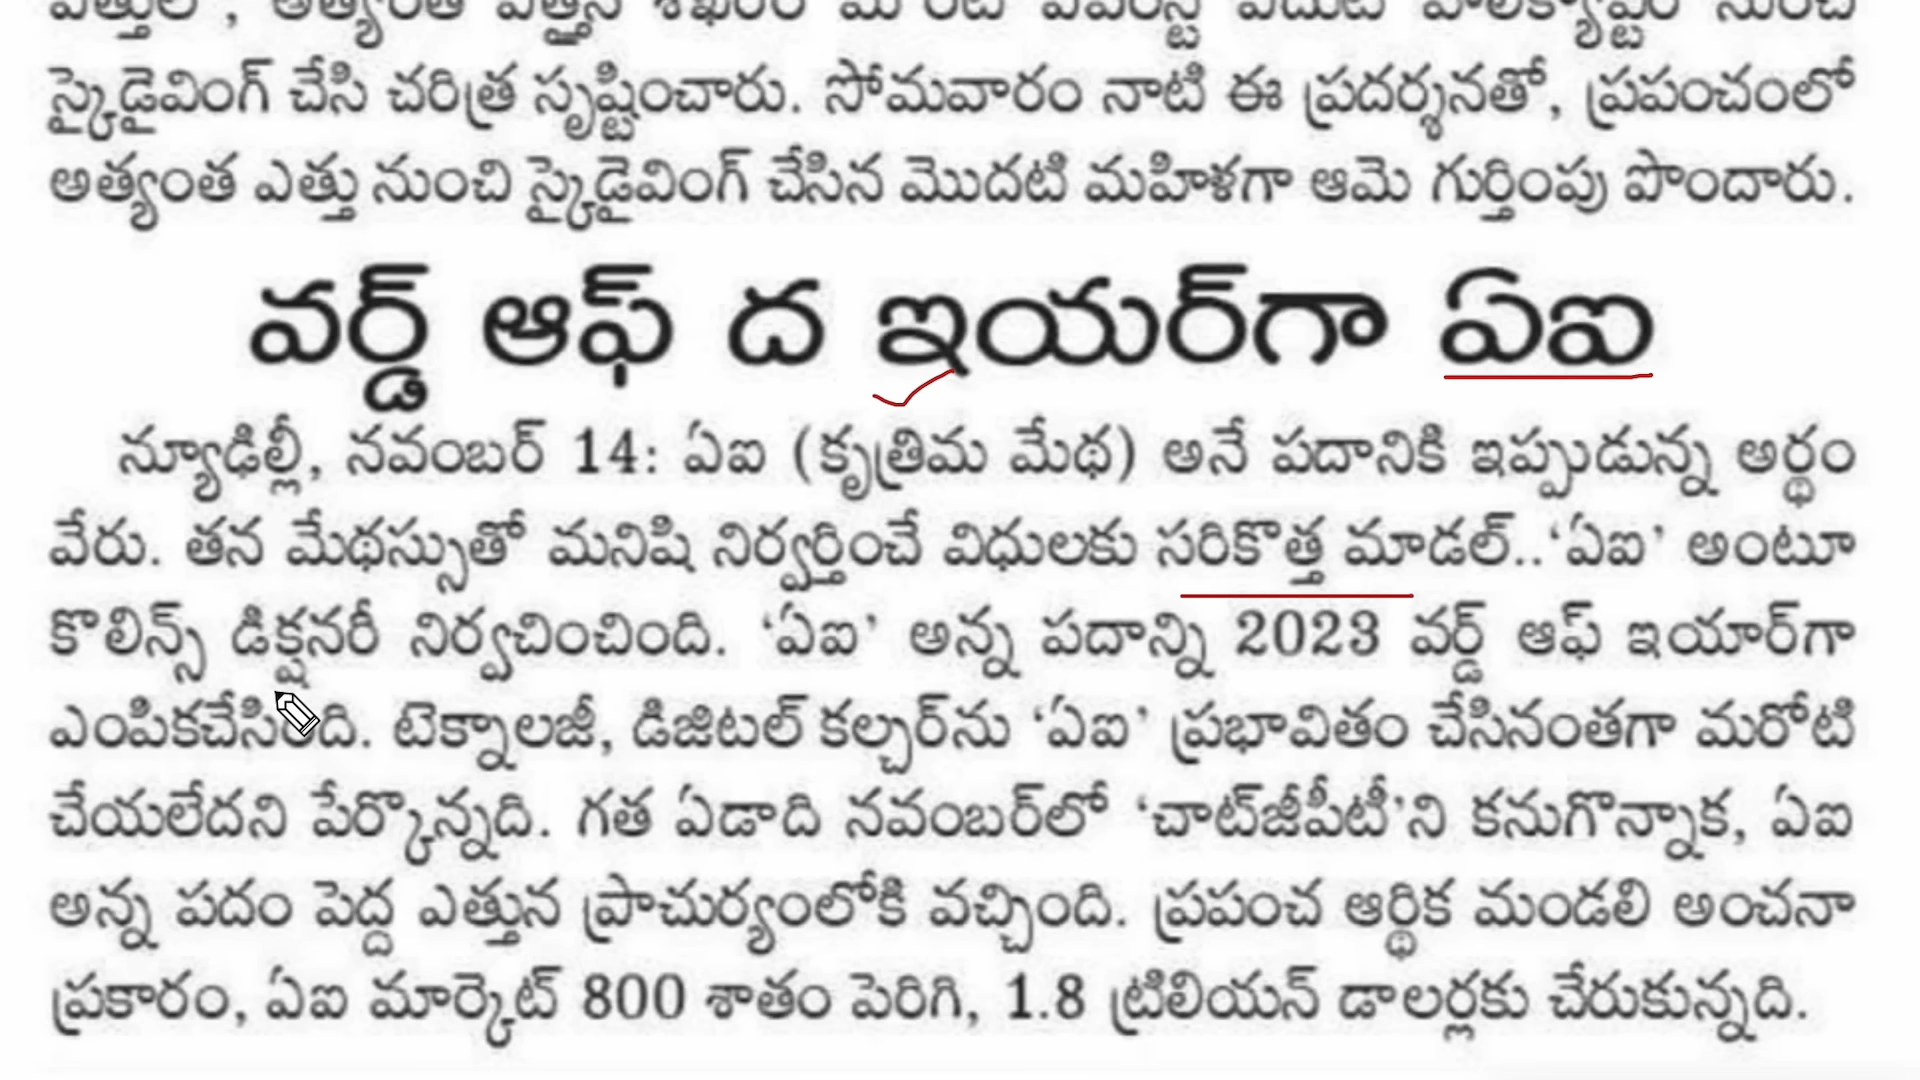 స్కైడైవింగ్ చేసి చరిత్ర సృష్టించారు. సోమవారం నాటి ఈ ప్రదర్శనతో, ప్రపంచంలో
అత్యంత ఎత్తు నుంచి స్కైడైవింగ్ చేసిన మొదటి మహిళగా ఆమె గుర్తింపు పొందారు.
వర్డ్ ఆఫ్ ద ఇయర్‌గా ఏఐ
న్యూఢిల్లీ, నవంబర్ 14: ఏఐ (కృత్రిమ మేథ) అనే పదానికి ఇప్పుడున్న అర్థం
వేరు. తన మేథస్సుతో మనిషి నిర్వర్తించే విధులకు సరికొత్త మాడల్..‘ఏఐ’ అంటూ
కొలిన్స్ డిక్షనరీ నిర్వచించింది. ‘ఏఐ’ అన్న పదాన్ని 2023 వర్డ్ ఆఫ్ ఇయార్‌గా
ఎంపికచేసింది. టెక్నాలజీ, డిజిటల్ కల్చర్‌ను ‘ఏఐ’ ప్రభావితం చేసినంతగా మరోటి
చేయలేదని పేర్కొన్నది. గత ఏడాది నవంబర్‌లో ‘చాట్‌జీపీటీ’ని కనుగొన్నాక, ఏఐ
అన్న పదం పెద్ద ఎత్తున ప్రాచుర్యంలోకి వచ్చింది. ప్రపంచ ఆర్థిక మండలి అంచనా
ప్రకారం, ఏఐ మార్కెట్ 800 శాతం పెరిగి, 1.8 ట్రిలియన్ డాలర్లకు చేరుకున్నది.